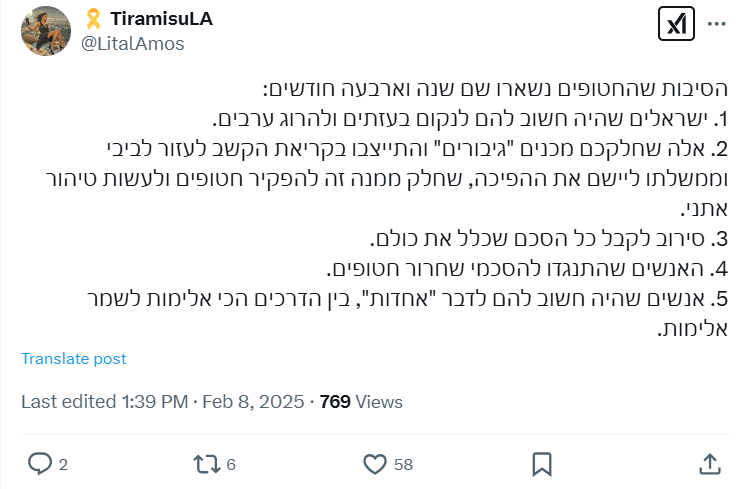 🎗️ TiramisuLA
@LitalAmos
הסיבות שהחטופים נשארו שם שנה וארבעה חודשים:
1. ישראלים שהיה חשוב להם לנקום בעזתים ולהרוג ערבים.
2. אלה שחלקכם מכנים "גיבורים" והתייצבו בקריאת הקשב לעזור לביבי
וממשלתו ליישם את ההפיכה, שחלק ממנה זה להפקיר חטופים ולעשות טיהור
אתני.
3. סירוב לקבל כל הסכם שכלל את כולם.
4. האנשים שהתנגדו להסכמי שחרור חטופים.
5. אנשים שהיה חשוב להם לדבר "אחדות", בין הדרכים הכי אלימות לשמר
אלימות.
Translate post
Last edited 1:39 PM · Feb 8, 2025 · 769 Views
2 6 58